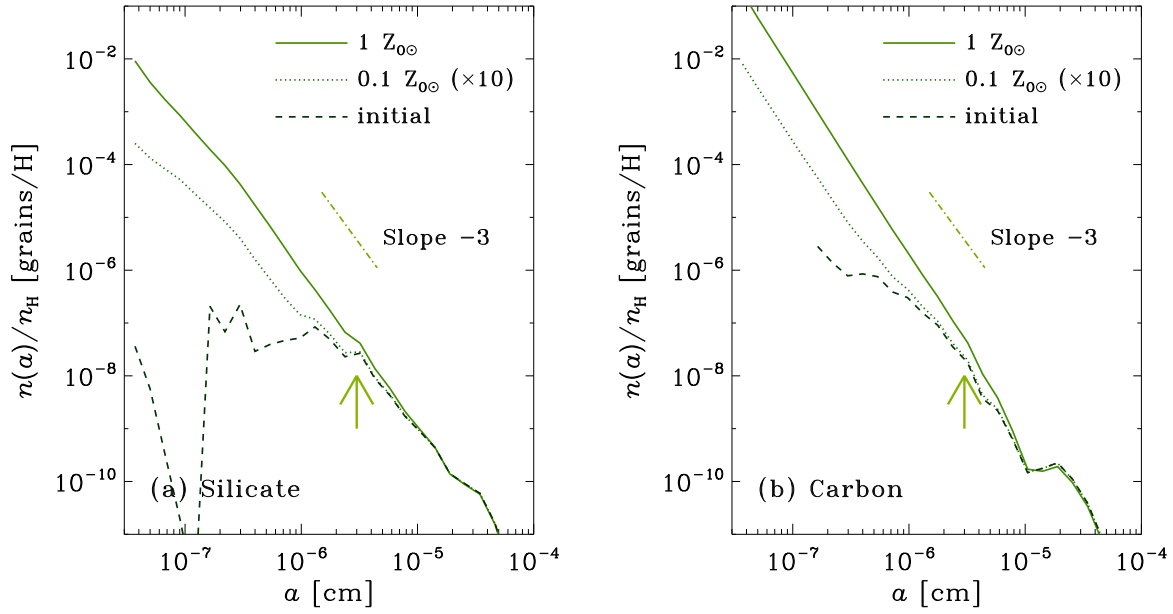 1 Z₀⊙
0.1 Z₀⊙ (×10)
initial
Slope −3
(a) Silicate
n(a)/n_H [grains/H]
10⁻²
10⁻⁴
10⁻⁶
10⁻⁸
10⁻¹⁰
10⁻⁷
10⁻⁶
10⁻⁵
10⁻⁴
a [cm]
1 Z₀⊙
0.1 Z₀⊙ (×10)
initial
Slope −3
(b) Carbon
n(a)/n_H [grains/H]
10⁻²
10⁻⁴
10⁻⁶
10⁻⁸
10⁻¹⁰
10⁻⁷
10⁻⁶
10⁻⁵
10⁻⁴
a [cm]